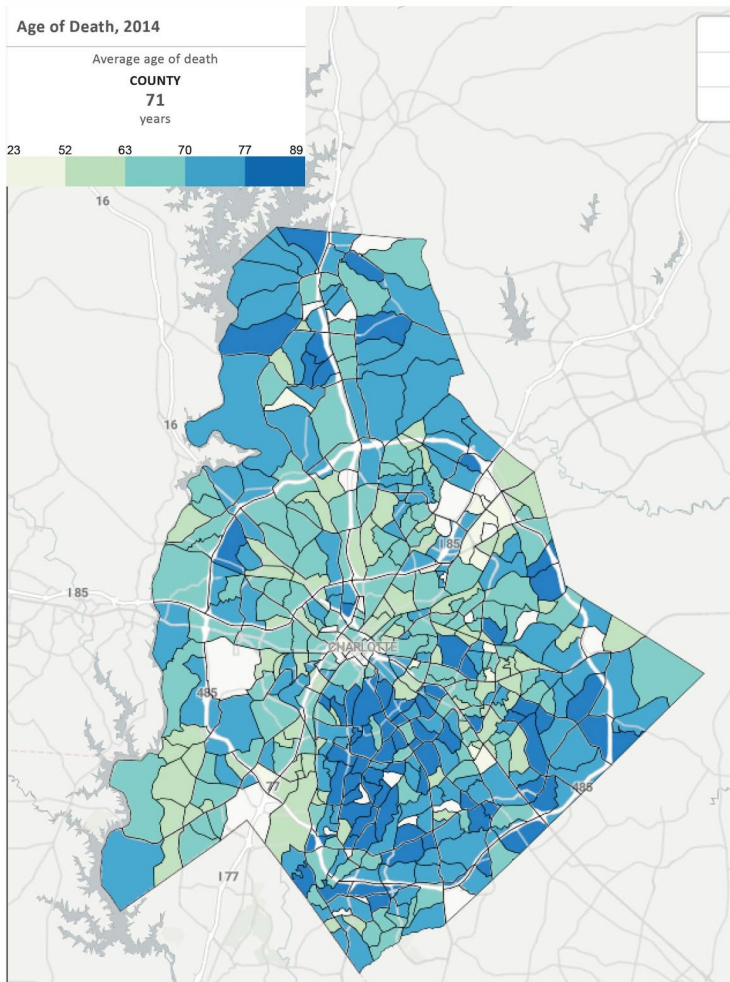 Age of Death, 2014
Average age of death
COUNTY
71
years
23 52 63 70 77 89
16
16
I 85
I 85
CHARLOTTE
485
77
485
I 77